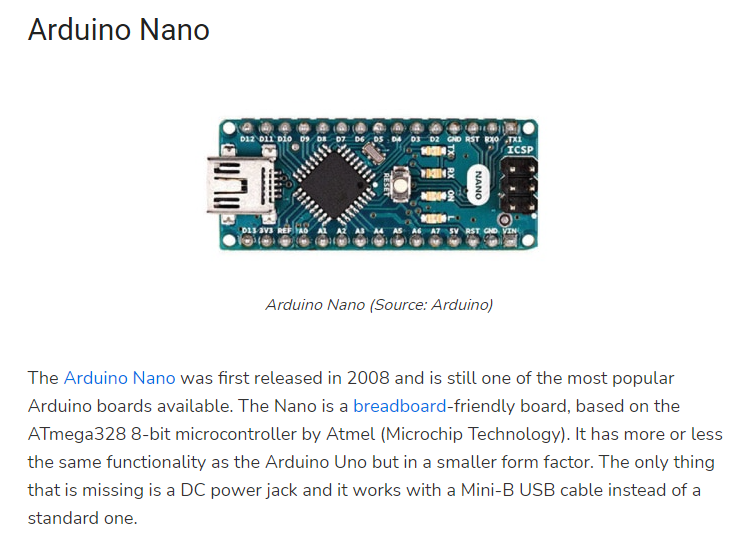 Arduino Nano
D12 D11 D10 D9 D8 D7 D6 D5 D4 D3 D2 GND RST RX0 TX1
ICSP
TX
RX
ON
L
RESET
NANO
D13 3V3 REF A0 A1 A2 A3 A4 A5 A6 A7 5V RST GND VIN
Arduino Nano (Source: Arduino)
The Arduino Nano was first released in 2008 and is still one of the most popular
Arduino boards available. The Nano is a breadboard-friendly board, based on the
ATmega328 8-bit microcontroller by Atmel (Microchip Technology). It has more or less
the same functionality as the Arduino Uno but in a smaller form factor. The only thing
that is missing is a DC power jack and it works with a Mini-B USB cable instead of a
standard one.